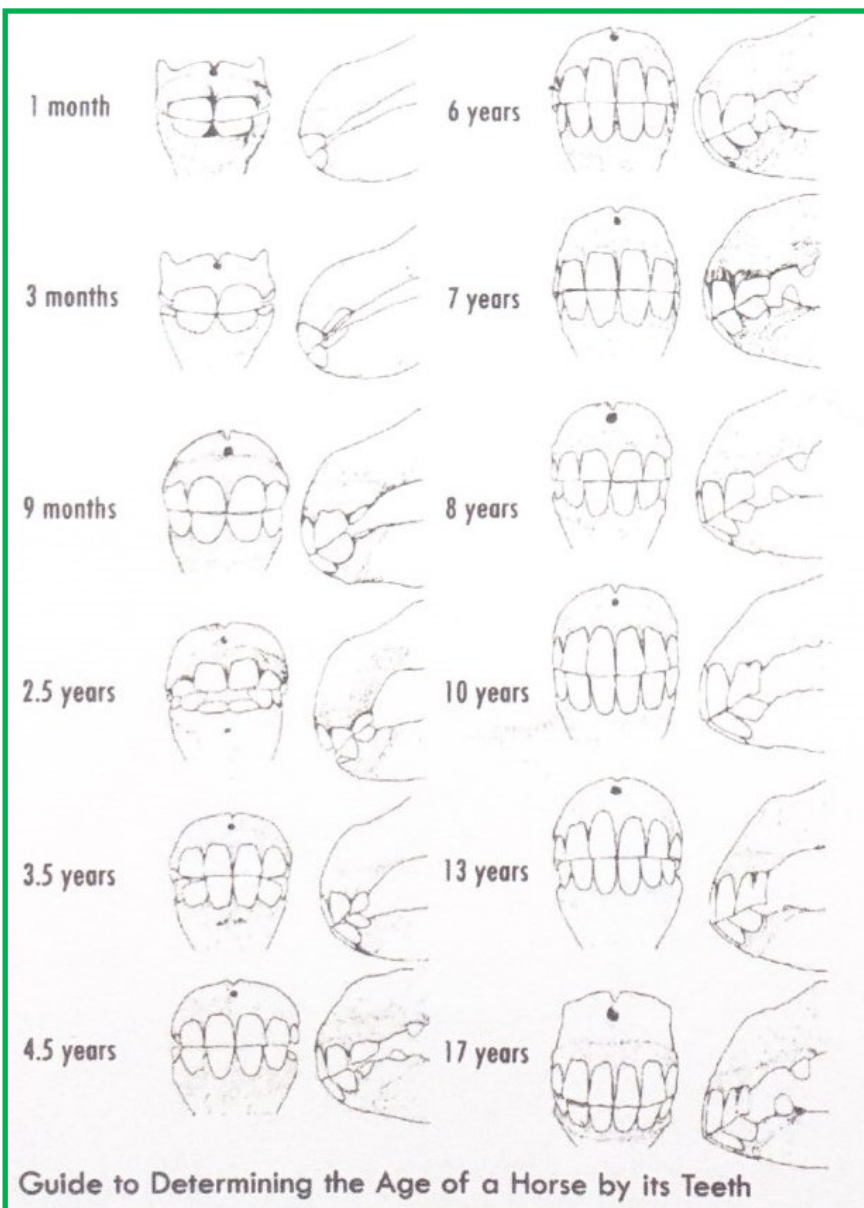 1 month
3 months
9 months
2.5 years
3.5 years
4.5 years
6 years
7 years
8 years
10 years
13 years
17 years
Guide to Determining the Age of a Horse by its Teeth